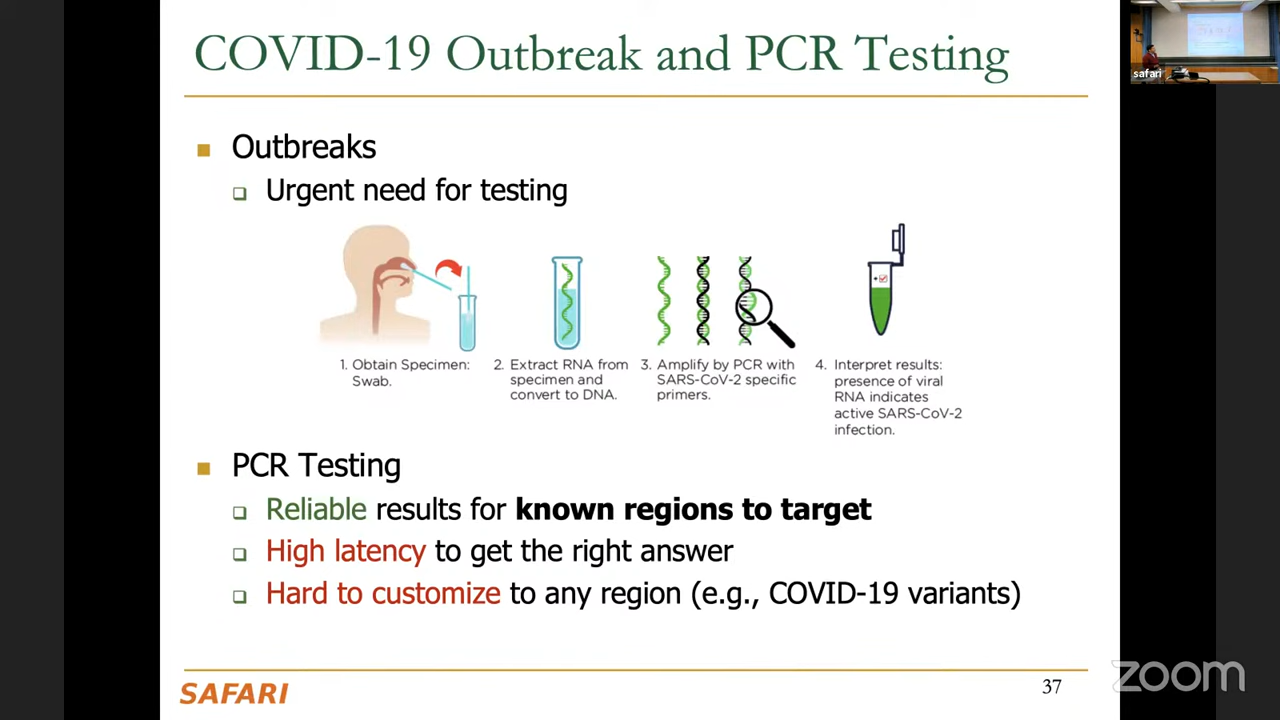 COVID-19 Outbreak and PCR Testing
safari
Outbreaks
Urgent need for testing
1. Obtain Specimen:
Swab.
2. Extract RNA from
specimen and
convert to DNA.
3. Amplify by PCR with
SARS-CoV-2 specific
primers.
4. Interpret results:
presence of viral
RNA indicates
active SARS-CoV-2
infection.
PCR Testing
Reliable results for known regions to target
High latency to get the right answer
Hard to customize to any region (e.g., COVID-19 variants)
SAFARI
37
zoom